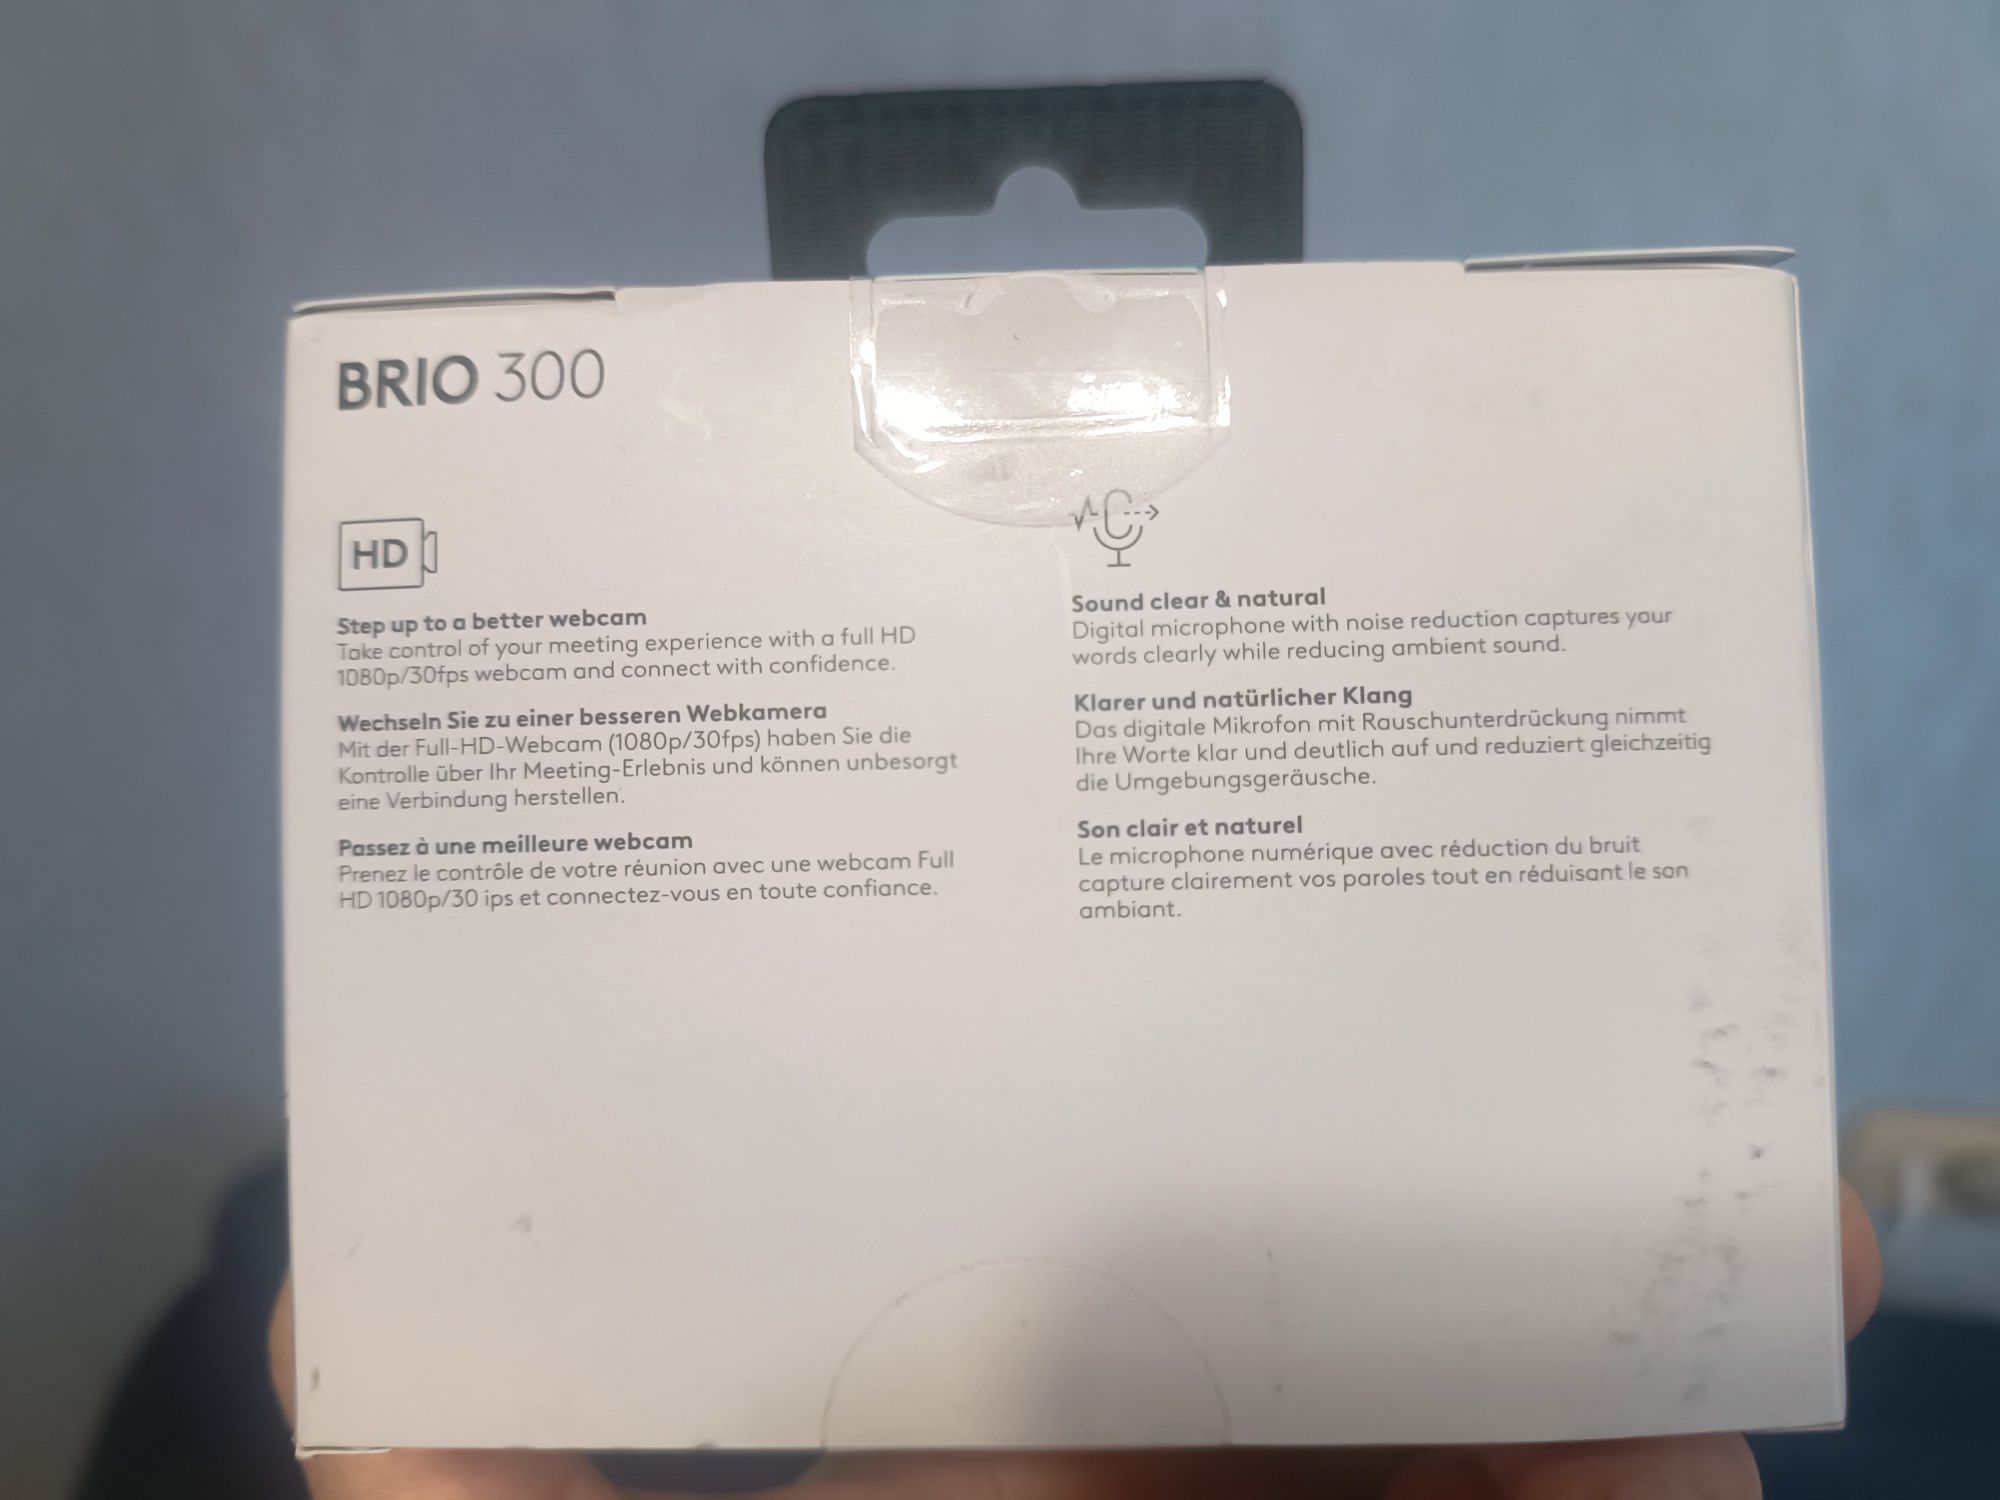 BRIO 300
HD
Step up to a better webcam
Take control of your meeting experience with a full HD
1080p/30fps webcam and connect with confidence.
Wechseln Sie zu einer besseren Webkamera
Mit der Full-HD-Webcam (1080p/30fps) haben Sie die
Kontrolle über Ihr Meeting-Erlebnis und können unbesorgt
eine Verbindung herstellen.
Passez à une meilleure webcam
Prenez le contrôle de votre réunion avec une webcam Full
HD 1080p/30 ips et connectez-vous en toute confiance.
Sound clear & natural
Digital microphone with noise reduction captures your
words clearly while reducing ambient sound.
Klarer und natürlicher Klang
Das digitale Mikrofon mit Rauschunterdrückung nimmt
Ihre Worte klar und deutlich auf und reduziert gleichzeitig
die Umgebungsgeräusche.
Son clair et naturel
Le microphone numérique avec réduction du bruit
capture clairement vos paroles tout en réduisant le son
ambiant.